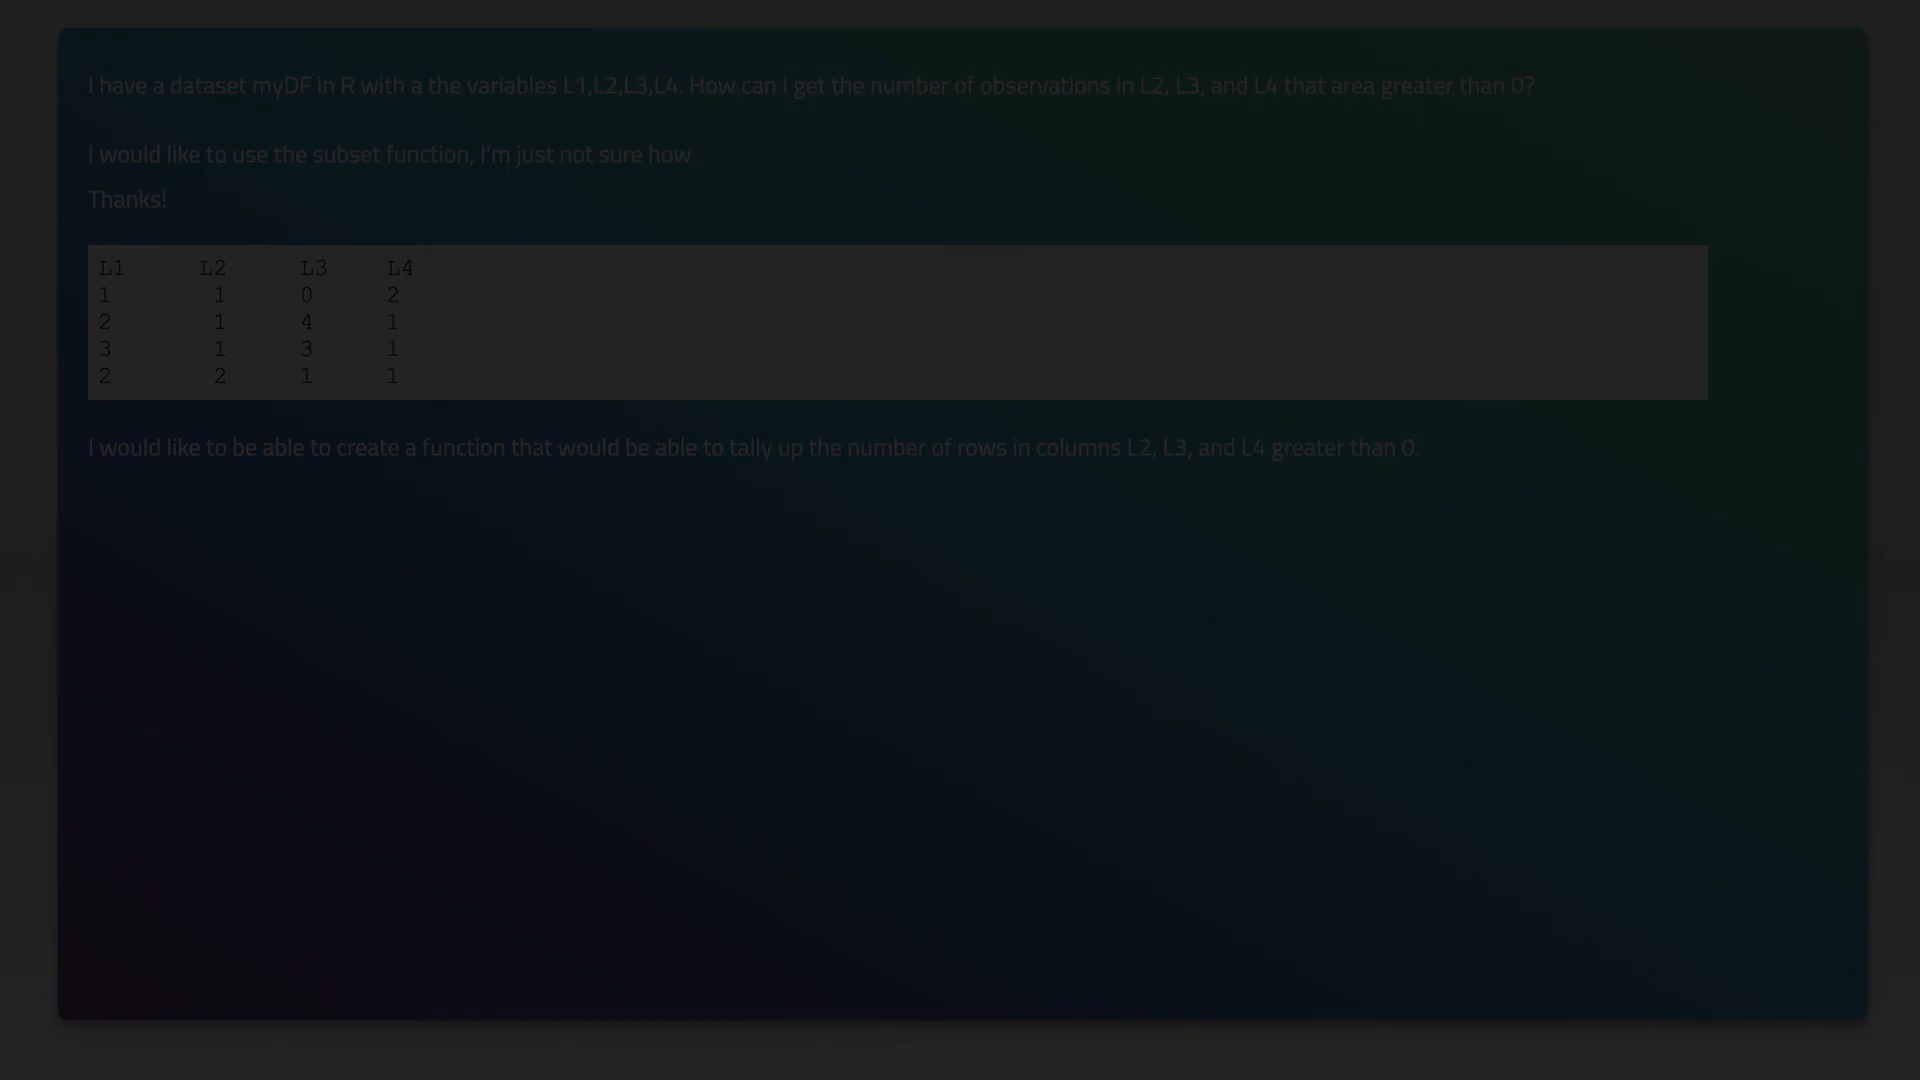 I have a dataset myDF in R with a the variables L1,L2,L3,L4. How can I get the number of observations in L2, L3, and L4 that area greater than 0?
I would like to use the subset function, I'm just not sure how
Thanks!
L1 L2 L3 L4
1 1 0 2
2 1 4 1
3 1 3 1
2 2 1 1
I would like to be able to create a function that would be able to tally up the number of rows in columns L2, L3, and L4 greater than 0.